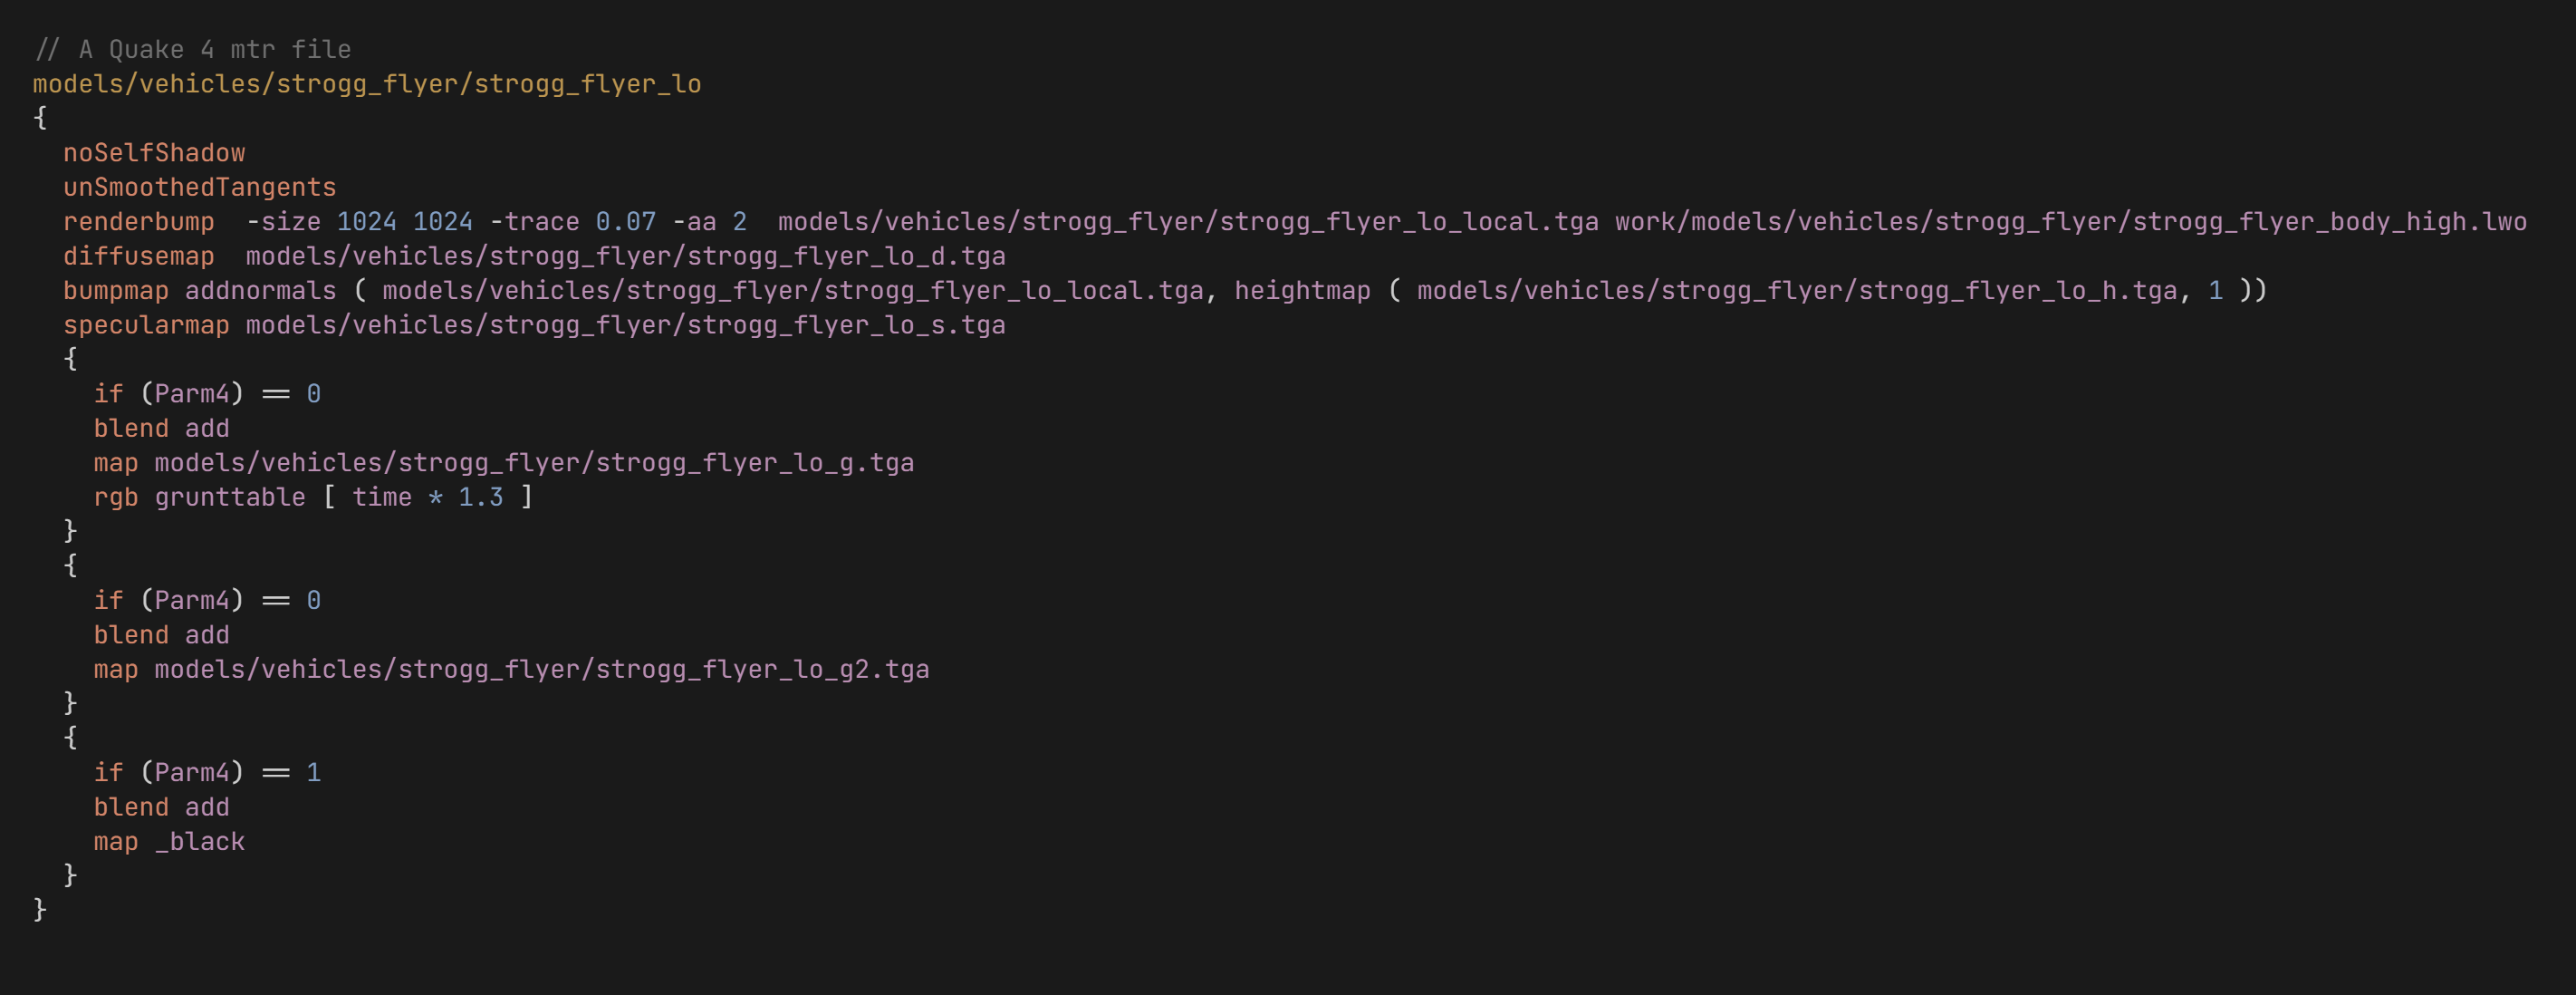 // A Quake 4 mtr file
models/vehicles/strogg_flyer/strogg_flyer_lo
{
  noSelfShadow
  unSmoothedTangents
  renderbump  -size 1024 1024 -trace 0.07 -aa 2  models/vehicles/strogg_flyer/strogg_flyer_lo_local.tga work/models/vehicles/strogg_flyer/strogg_flyer_body_high.lwo
  diffusemap  models/vehicles/strogg_flyer/strogg_flyer_lo_d.tga
  bumpmap addnormals ( models/vehicles/strogg_flyer/strogg_flyer_lo_local.tga, heightmap ( models/vehicles/strogg_flyer/strogg_flyer_lo_h.tga, 1 ))
  specularmap models/vehicles/strogg_flyer/strogg_flyer_lo_s.tga
  {
    if (Parm4) == 0
    blend add
    map models/vehicles/strogg_flyer/strogg_flyer_lo_g.tga
    rgb grunttable [ time * 1.3 ]
  }
  {
    if (Parm4) == 0
    blend add
    map models/vehicles/strogg_flyer/strogg_flyer_lo_g2.tga
  }
  {
    if (Parm4) == 1
    blend add
    map _black
  }
}